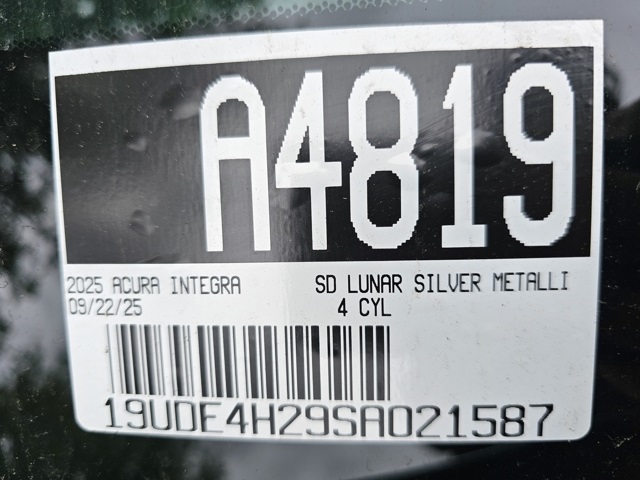 A4819
2025 ACURA INTEGRA SD LUNAR SILVER METALLI
09/22/25 4 CYL
19UDE4H29SA021587